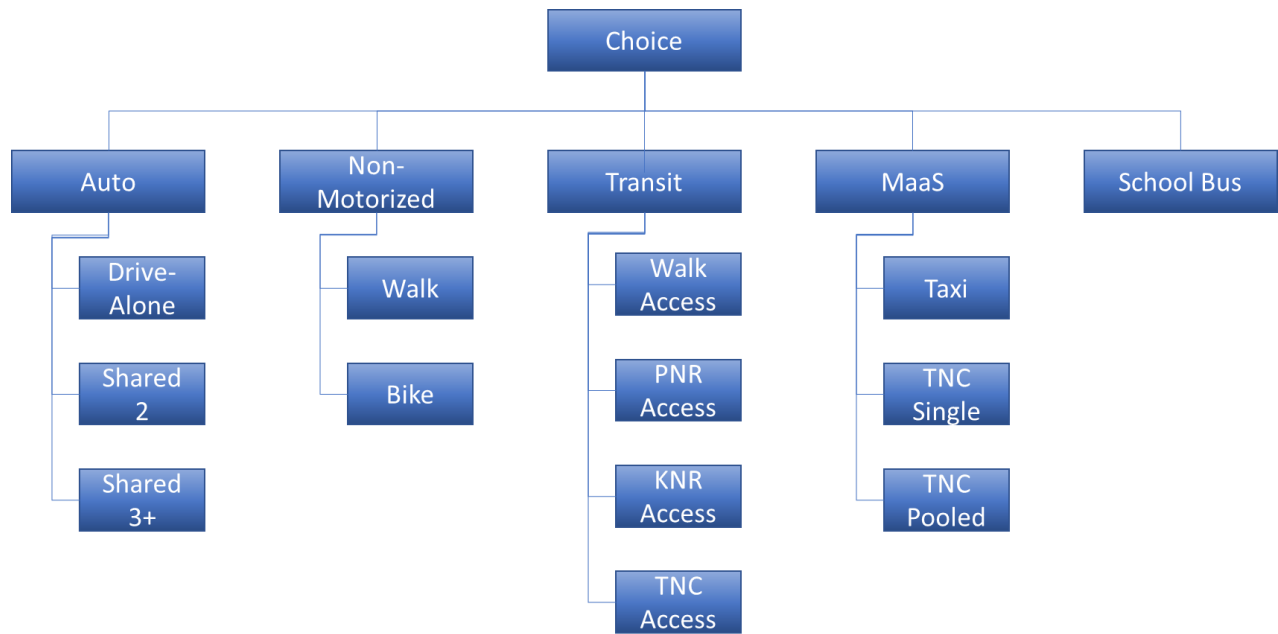 Choice
Auto
Non-
Motorized
Transit
MaaS
School Bus
Drive-
Alone
Shared
2
Shared
3+
Walk
Bike
Walk
Access
PNR
Access
KNR
Access
TNC
Access
Taxi
TNC
Single
TNC
Pooled